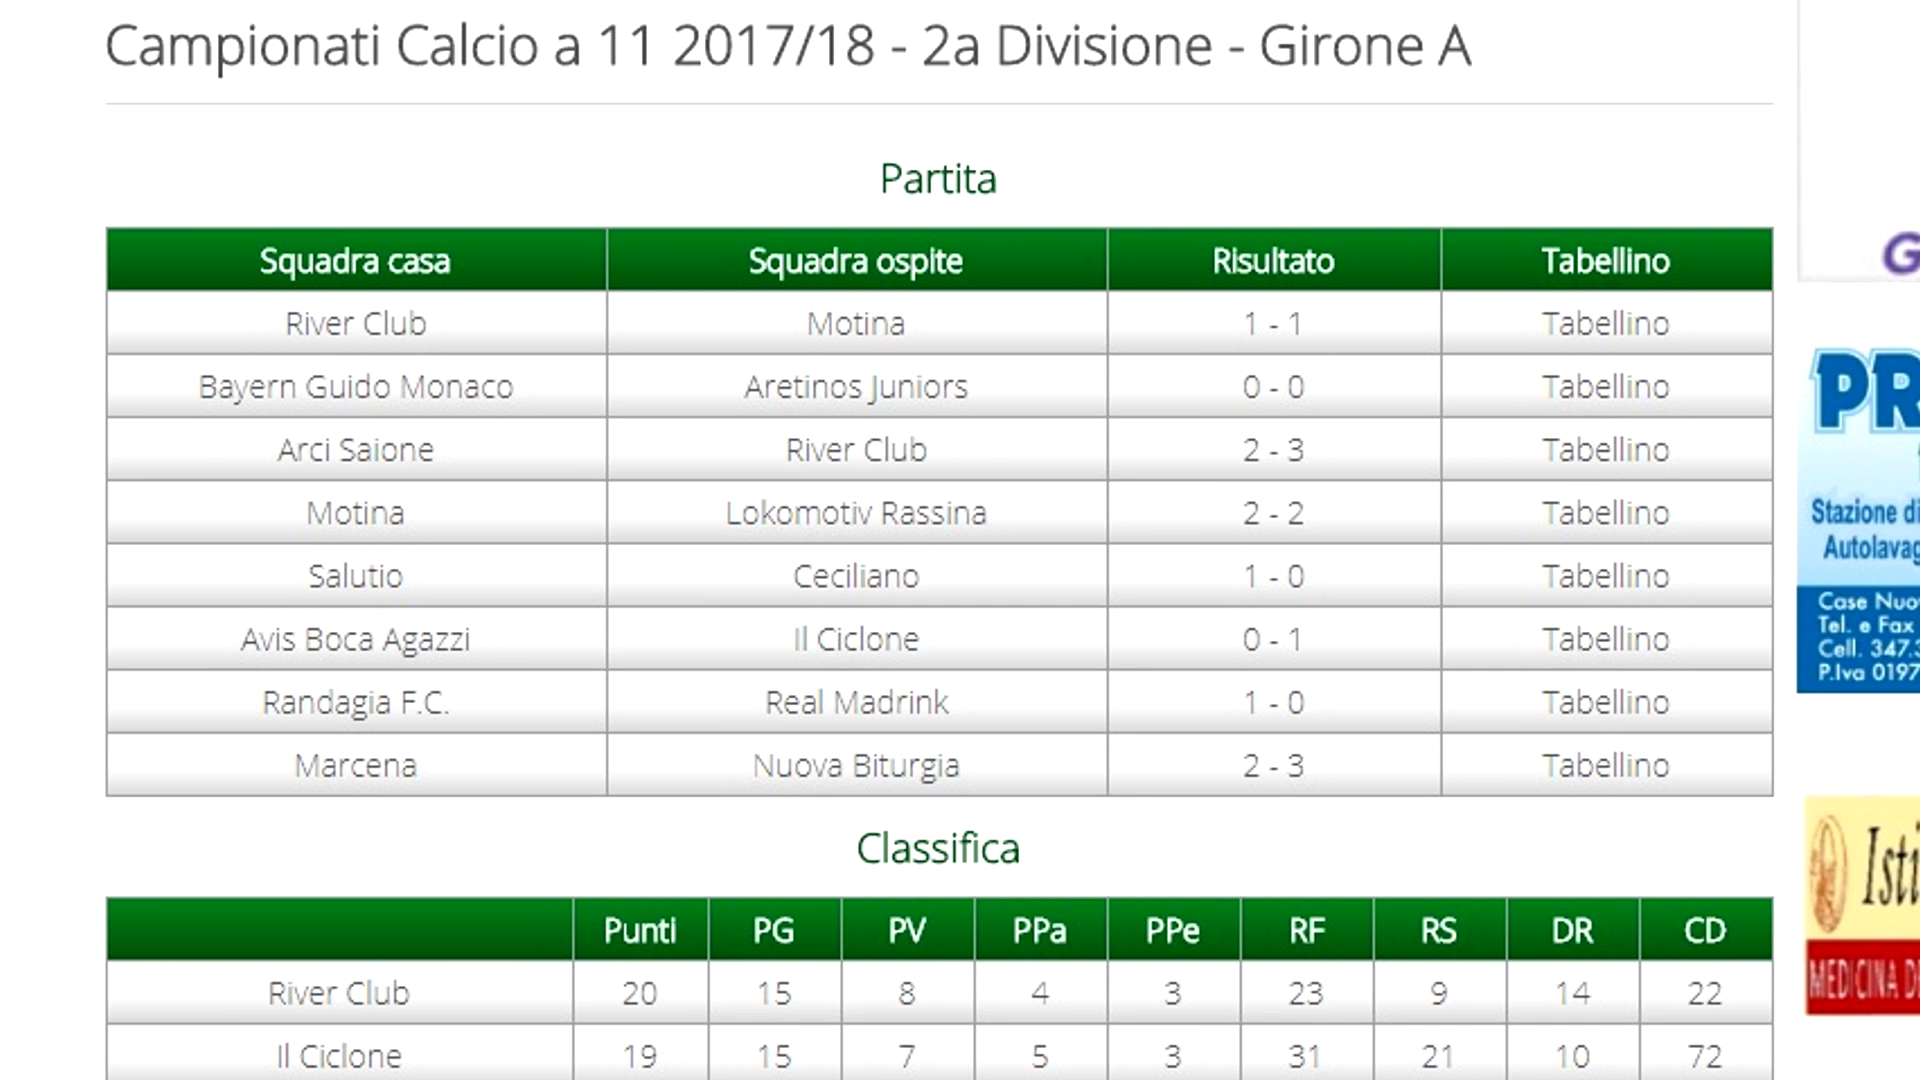 Campionati Calcio a 11 2017/18 - 2a Divisione - Girone A
Partita
Squadra casa Squadra ospite Risultato Tabellino
River Club Motina 1 - 1 Tabellino
Bayern Guido Monaco Aretinos Juniors 0 - 0 Tabellino
Arci Saione River Club 2 - 3 Tabellino
Motina Lokomotiv Rassina 2 - 2 Tabellino
Salutio Ceciliano 1 - 0 Tabellino
Avis Boca Agazzi Il Ciclone 0 - 1 Tabellino
Randagia F.C. Real Madrink 1 - 0 Tabellino
Marcena Nuova Biturgia 2 - 3 Tabellino
Classifica
Punti PG PV PPa PPe RF RS DR CD
River Club 20 15 8 4 3 23 9 14 22
Il Ciclone 19 15 7 5 3 31 21 10 72
G
PR
Stazione di
Autolavag
Case Nuo
Tel. e Fax
Cell. 347.
P.Iva 0197
Isti
MEDICINA D